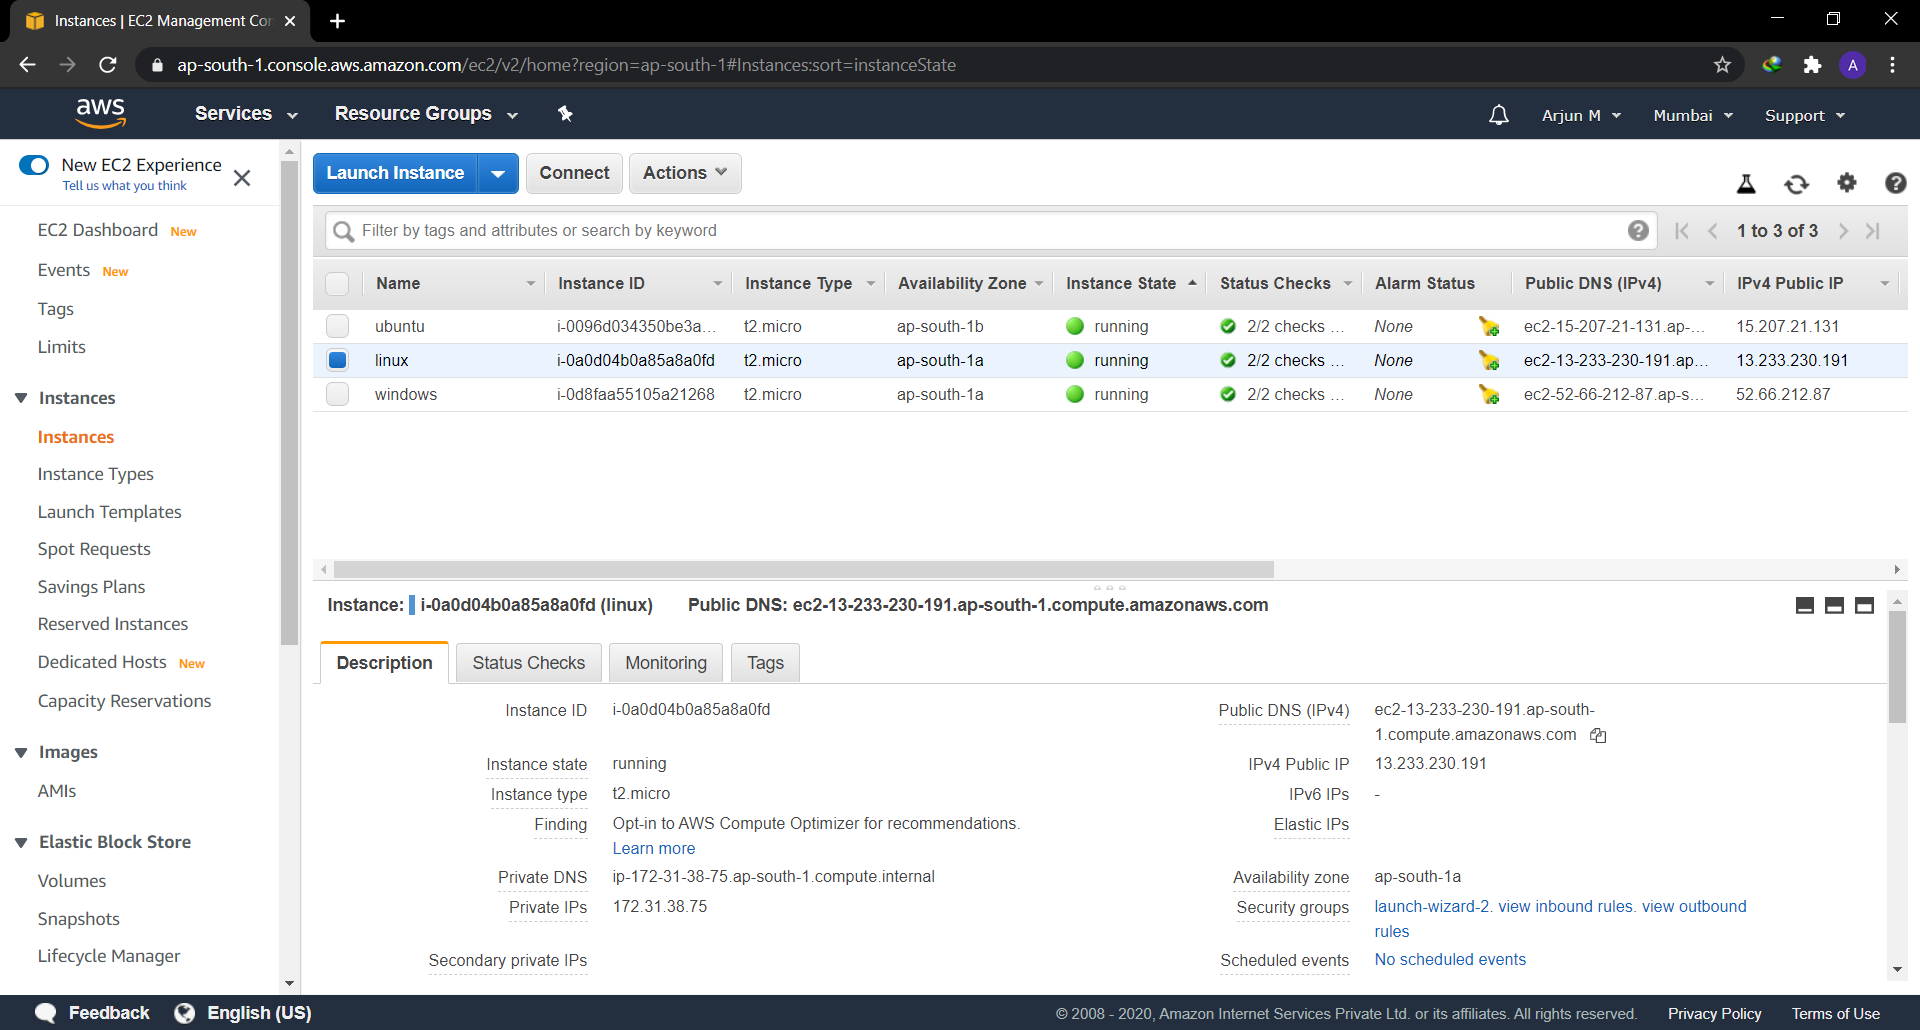 Instances | EC2 Management Con
ap-south-1.console.aws.amazon.com/ec2/v2/home?region=ap-south-1#Instances:sort=instanceState
A
aws
Services
Resource Groups
Arjun M
Mumbai
Support
New EC2 Experience
Tell us what you think
EC2 Dashboard New
Events New
Tags
Limits
Instances
Instances
Instance Types
Launch Templates
Spot Requests
Savings Plans
Reserved Instances
Dedicated Hosts New
Capacity Reservations
Images
AMIs
Elastic Block Store
Volumes
Snapshots
Lifecycle Manager
Launch Instance
Connect
Actions
Filter by tags and attributes or search by keyword
1 to 3 of 3
Name Instance ID Instance Type Availability Zone Instance State Status Checks Alarm Status Public DNS (IPv4) IPv4 Public IP
ubuntu i-0096d034350be3a... t2.micro ap-south-1b running 2/2 checks ... None ec2-15-207-21-131.ap-... 15.207.21.131
linux i-0a0d04b0a85a8a0fd t2.micro ap-south-1a running 2/2 checks ... None ec2-13-233-230-191.ap... 13.233.230.191
windows i-0d8faa55105a21268 t2.micro ap-south-1a running 2/2 checks ... None ec2-52-66-212-87.ap-s... 52.66.212.87
Instance: i-0a0d04b0a85a8a0fd (linux) Public DNS: ec2-13-233-230-191.ap-south-1.compute.amazonaws.com
Description
Status Checks
Monitoring
Tags
Instance ID i-0a0d04b0a85a8a0fd
Instance state running
Instance type t2.micro
Finding Opt-in to AWS Compute Optimizer for recommendations.
Learn more
Private DNS ip-172-31-38-75.ap-south-1.compute.internal
Private IPs 172.31.38.75
Secondary private IPs
Public DNS (IPv4) ec2-13-233-230-191.ap-south-
1.compute.amazonaws.com
IPv4 Public IP 13.233.230.191
IPv6 IPs -
Elastic IPs
Availability zone ap-south-1a
Security groups launch-wizard-2. view inbound rules. view outbound
rules
Scheduled events No scheduled events
Feedback
English (US)
© 2008 - 2020, Amazon Internet Services Private Ltd. or its affiliates. All rights reserved.
Privacy Policy
Terms of Use